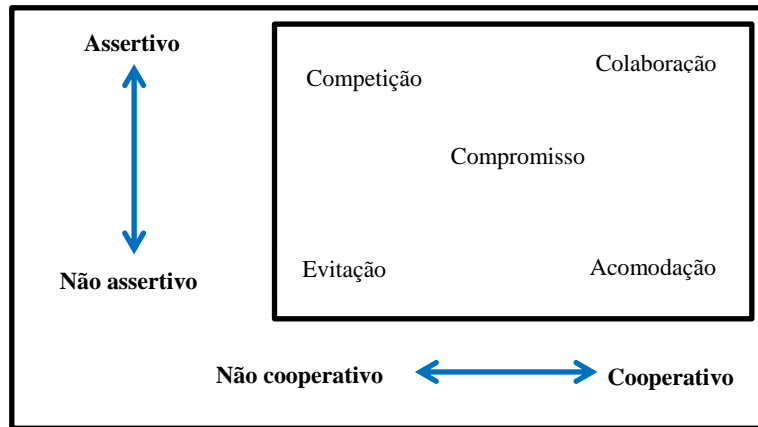 Assertivo
Competição
Colaboração
Compromisso
Evitação
Acomodação
Não assertivo
Não cooperativo
Cooperativo